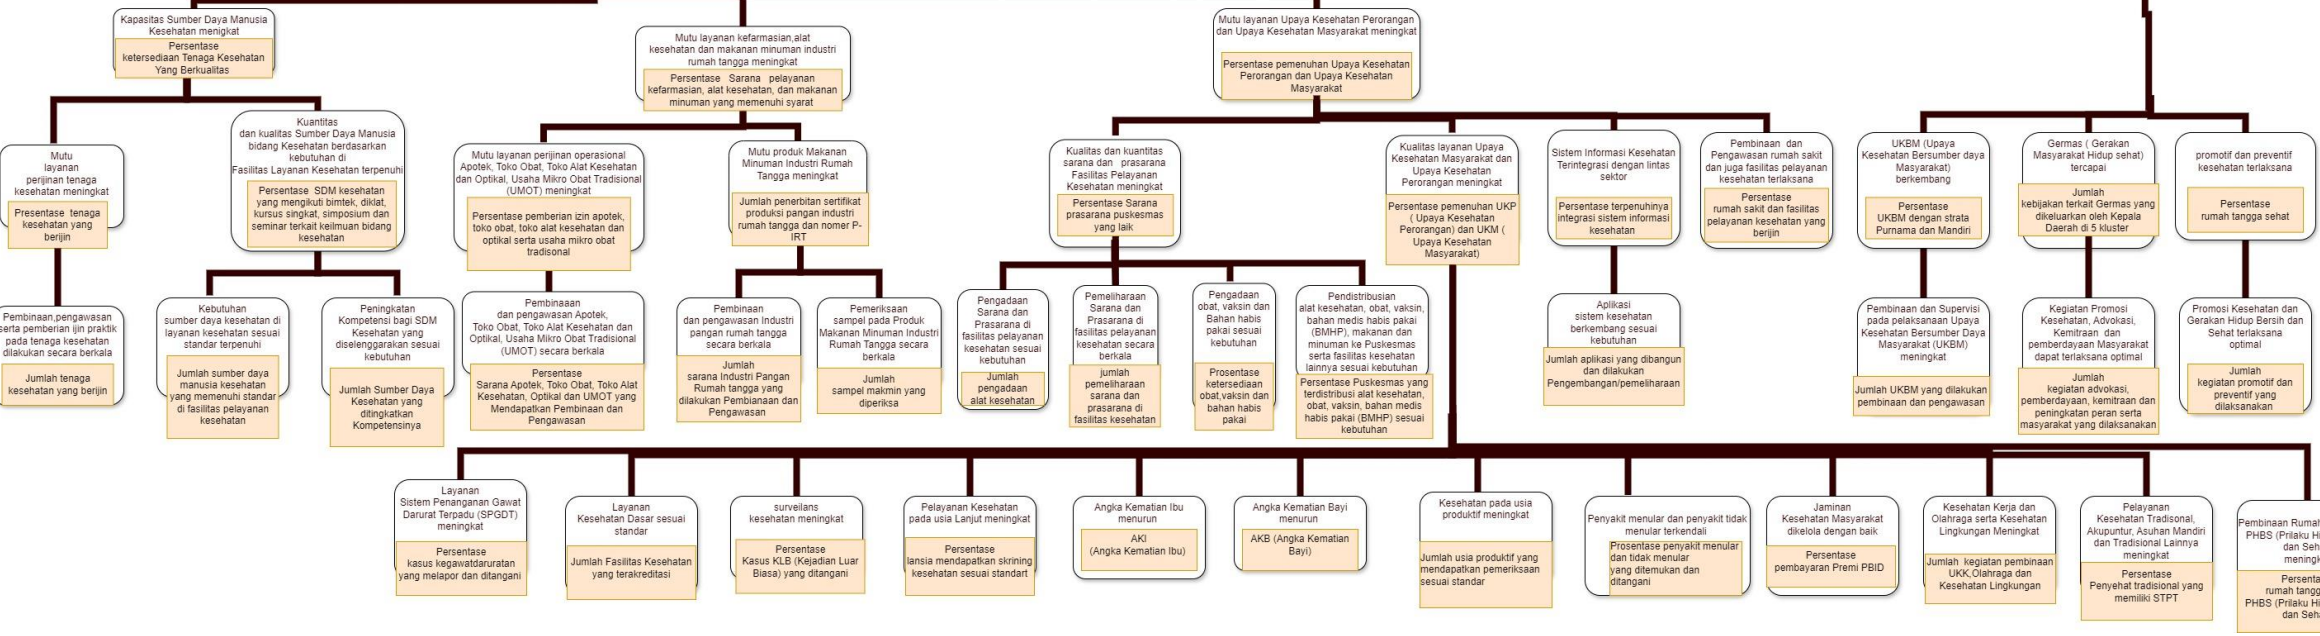 Kapasitas Sumber Daya Manusia
Kesehatan menigkat
Persentase
ketersediaan Tenaga Kesehatan
Yang Berkualitas
Mutu layanan kefarmasian,alat
kesehatan dan makanan minuman industri
rumah tangga meningkat
Persentase Sarana pelayanan
kefarmasian, alat kesehatan, dan makanan
minuman yang memenuhi syarat
Mutu layanan Upaya Kesehatan Perorangan
dan Upaya Kesehatan Masyarakat meningkat
Persentase pemenuhan Upaya Kesehatan
Perorangan dan Upaya Kesehatan
Masyarakat
Mutu
layanan
perijinan tenaga
kesehatan meningkat
Presentase tenaga
kesehatan yang
berijin
Kuantitas
dan kualitas Sumber Daya Manusia
bidang Kesehatan berdasarkan
kebutuhan di
Fasilitas Layanan Kesehatan terpenuhi
Persentase SDM kesehatan
yang mengikuti bimtek, diklat,
kursus singkat, simposium dan
seminar terkait keilmuan bidang
kesehatan
Mutu layanan perijinan operasional
Apotek, Toko Obat, Toko Alat Kesehatan
dan Optikal, Usaha Mikro Obat Tradisional
(UMOT) meningkat
Persentase pemberian izin apotek,
toko obat, toko alat kesehatan dan
optikal serta usaha mikro obat
tradisonal
Mutu produk Makanan
Minuman Industri Rumah
Tangga meningkat
Jumlah penerbitan sertifikat
produksi pangan industri
rumah tangga dan nomer P-
IRT
Kualitas dan kuantitas
sarana dan prasarana
Fasilitas Pelayanan
Kesehatan meningkat
Persentase Sarana
prasarana puskesmas
yang laik
Kualitas layanan Upaya
Kesehatan Masyarakat dan
Upaya Kesehatan
Perorangan meningkat
Persentase pemenuhan UKP
( Upaya Kesehatan
Perorangan) dan UKM (
Upaya Kesehatan
Masyarakat)
Sistem Informasi Kesehatan
Terintegrasi dengan lintas
sektor
Persentase terpenuhinya
integrasi sistem informasi
kesehatan
Pembinaan dan
Pengawasan rumah sakit
dan juga fasilitas pelayanan
kesehatan terlaksana
Persentase
rumah sakit dan fasilitas
pelayanan kesehatan yang
berijin
UKBM (Upaya
Kesehatan Bersumber daya
Masyarakat)
berkembang
Persentase
UKBM dengan strata
Purnama dan Mandiri
Germas ( Gerakan
Masyarakat Hidup sehat)
tercapai
Jumlah
kebijakan terkait Germas yang
dikeluarkan oleh Kepala
Daerah di 5 kluster
promotif dan preventif
kesehatan terlaksana
Persentase
rumah tangga sehat
Pembinaan,pengawasan
serta pemberian ijin praktik
pada tenaga kesehatan
dilakukan secara berkala
Jumlah tenaga
kesehatan yang berijin
Kebutuhan
sumber daya kesehatan di
layanan kesehatan sesuai
standar terpenuhi
Jumlah sumber daya
manusia kesehatan
yang memenuhi standar
di fasilitas pelayanan
kesehatan
Peningkatan
Kompetensi bagi SDM
Kesehatan yang
diselenggarakan sesuai
kebutuhan
Jumlah Sumber Daya
Kesehatan yang
ditingkatkan
Kompetensinya
Pembinaaan
dan pengawasan Apotek,
Toko Obat, Toko Alat Kesehatan dan
Optikal, Usaha Mikro Obat Tradisional
(UMOT) secara berkala
Persentase
Sarana Apotek, Toko Obat, Toko Alat
Kesehatan, Optikal dan UMOT yang
Mendapatkan Pembinaan dan
Pengawasan
Pembinaan
dan pengawasan Industri
pangan rumah tangga
secara berkala
Jumlah
sarana Industri Pangan
Rumah tangga yang
dilakukan Pembianaan dan
Pengawasan
Pemeriksaan
sampel pada Produk
Makanan Minuman Industri
Rumah Tangga secara
berkala
Jumlah
sampel makmin yang
diperiksa
Pengadaan
Sarana dan
Prasarana di
fasilitas pelayanan
kesehatan sesuai
kebutuhan
Jumlah
pengadaan
alat kesehatan
Pemeliharaan
Sarana dan
Prasarana di
fasilitas pelayanan
kesehatan secara
berkala
jumlah
pemeliharaan
sarana dan
prasarana di
fasilitas kesehatan
Pengadaan
obat, vaksin dan
Bahan habis
pakai sesuai
kebutuhan
Prosentase
ketersediaan
obat,vaksin dan
bahan habis
pakai
Pendistribusian
alat kesehatan, obat, vaksin,
bahan medis habis pakai
(BMHP), makanan dan
minuman ke Puskesmas
serta fasilitas kesehatan
lainnya sesuai kebutuhan
Persentase Puskesmas yang
terdistribusi alat kesehatan,
obat, vaksin, bahan medis
habis pakai (BMHP) sesuai
kebutuhan
Aplikasi
sistem kesehatan
berkembang sesuai
kebutuhan
Jumlah aplikasi yang dibangun
dan dilakukan
Pengembangan/pemeliharaan
Pembinaan dan Supervisi
pada pelaksanaan Upaya
Kesehatan Bersumber Daya
Masyarakat (UKBM)
meningkat
Jumlah UKBM yang dilakukan
pembinaan dan pengawasan
Kegiatan Promosi
Kesehatan, Advokasi,
Kemitraan dan
pemberdayaan Masyarakat
dapat terlaksana optimal
Jumlah
kegiatan advokasi,
pemberdayaan, kemitraan dan
peningkatan peran serta
masyarakat yang dilaksanakan
Promosi Kesehatan dan
Gerakan Hidup Bersih dan
Sehat terlaksana
optimal
Jumlah
kegiatan promotif dan
preventif yang
dilaksanakan
Layanan
Sistem Penanganan Gawat
Darurat Terpadu (SPGDT)
meningkat
Persentase
kasus kegawatdaruratan
yang melapor dan ditangani
Layanan
Kesehatan Dasar sesuai
standar
Jumlah Fasilitas Kesehatan
yang terakreditasi
surveilans
kesehatan meningkat
Persentase
Kasus KLB (Kejadian Luar
Biasa) yang ditangani
Pelayanan Kesehatan
pada usia Lanjut meningkat
Persentase
lansia mendapatkan skrining
kesehatan sesuai standart
Angka Kematian Ibu
menurun
AKI
(Angka Kematian Ibu)
Angka Kematian Bayi
menurun
AKB (Angka Kematian
Bayi)
Kesehatan pada usia
produktif meningkat
Jumlah usia produktif yang
mendapatkan pemeriksaan
sesuai standar
Penyakit menular dan penyakit tidak
menular terkendali
Prosentase penyakit menular
dan tidak menular
yang ditemukan dan
ditangani
Jaminan
Kesehatan Masyarakat
dikelola dengan baik
Persentase
pembayaran Premi PBID
Kesehatan Kerja dan
Olahraga serta Kesehatan
Lingkungan Meningkat
Jumlah kegiatan pembinaan
UKK,Olahraga dan
Kesehatan Lingkungan
Pelayanan
Kesehatan Tradisonal,
Akupuntur, Asuhan Mandiri
dan Tradisional Lainnya
meningkat
Persentase
Penyehat tradisional yang
memiliki STPT
Pembinaan Rumah
PHBS (Prilaku Hi
dan Seh
mening
Persenta
rumah tangg
PHBS (Prilaku Hi
dan Seh